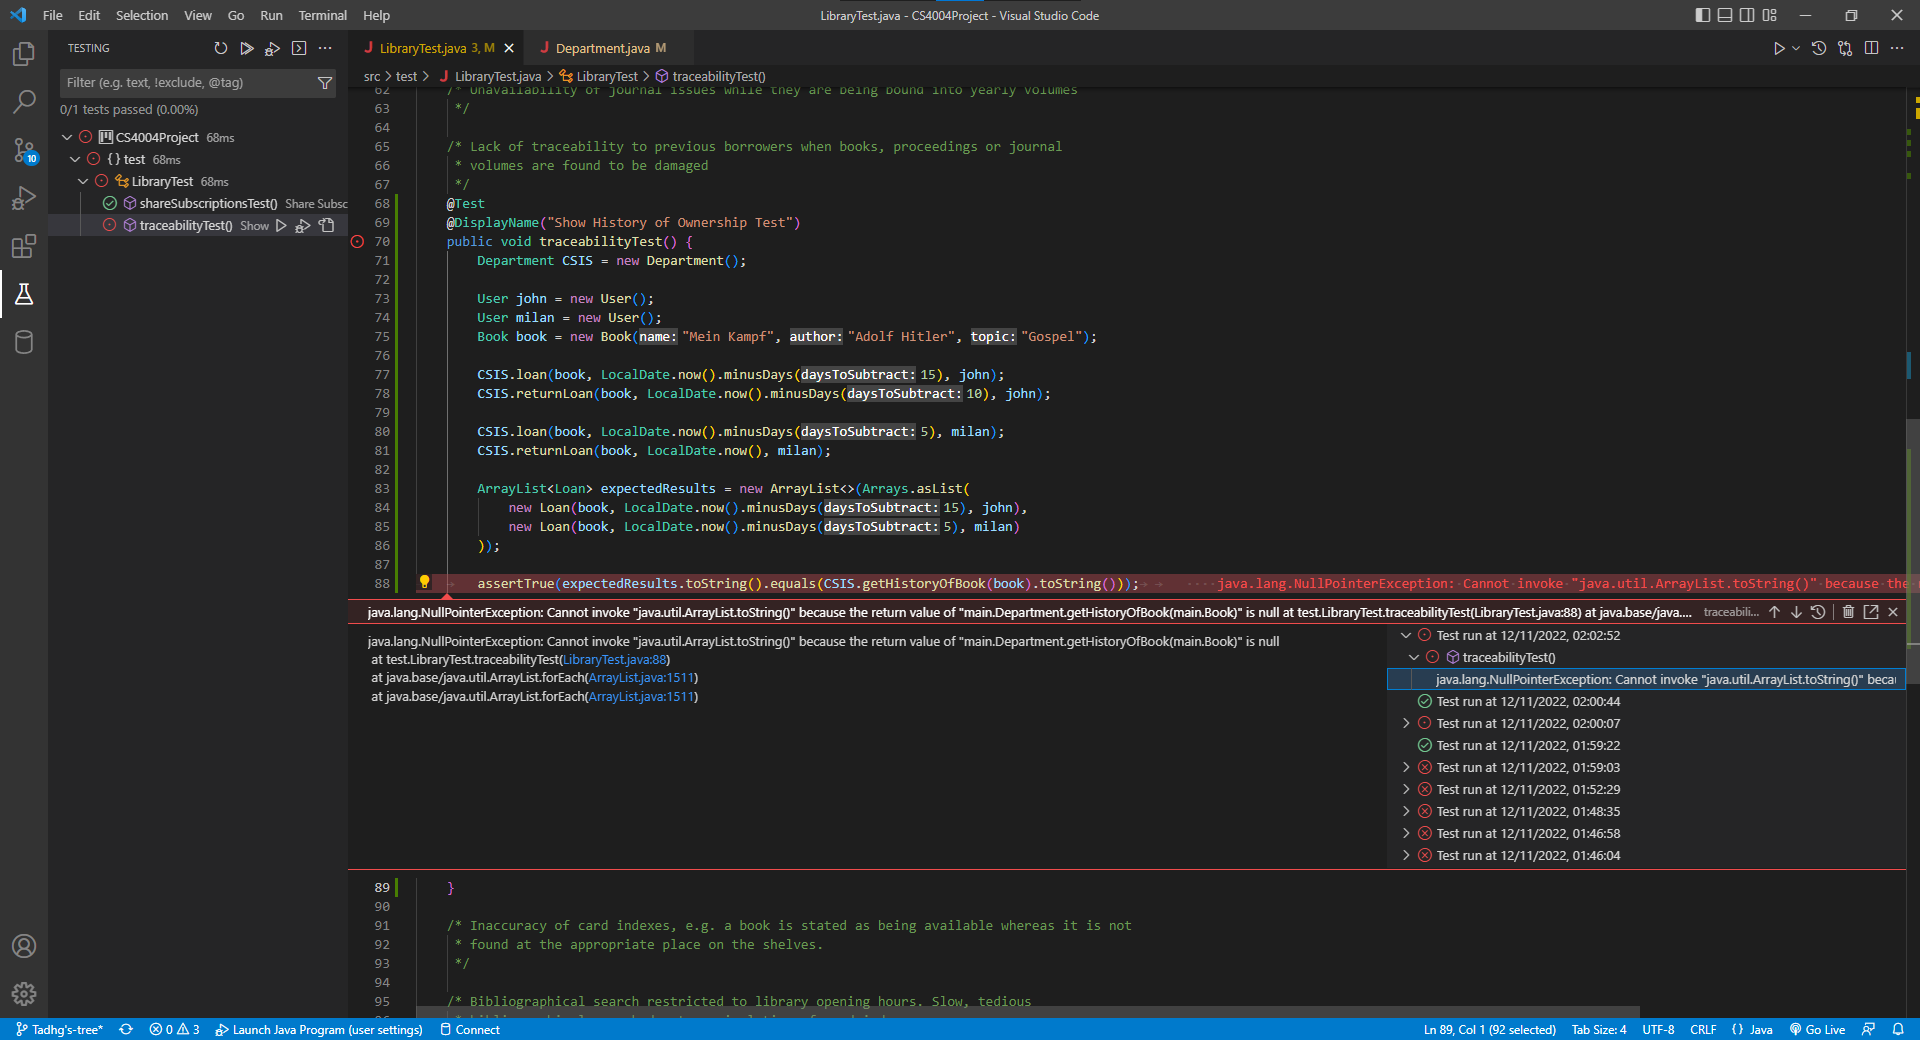 File Edit Selection View Go Run Terminal Help
LibraryTest.java - CS4004Project - Visual Studio Code
TESTING
Filter (e.g. text, !exclude, @tag)
0/1 tests passed (0.00%)
CS4004Project 68ms
{} test 68ms
LibraryTest 68ms
shareSubscriptionsTest() Share Subsc
traceabilityTest() Show
10
LibraryTest.java 3, M
Department.java M
src > test > J LibraryTest.java > LibraryTest > traceabilityTest()
62 /* Unavailability of journal issues while they are being bound into yearly volumes
63 */
64
65 /* Lack of traceability to previous borrowers when books, proceedings or journal
66 * volumes are found to be damaged
67 */
68 @Test
69 @DisplayName("Show History of Ownership Test")
70 public void traceabilityTest() {
71 Department CSIS = new Department();
72
73 User john = new User();
74 User milan = new User();
75 Book book = new Book(name: "Mein Kampf", author: "Adolf Hitler", topic: "Gospel");
76
77 CSIS.loan(book, LocalDate.now().minusDays(daysToSubtract: 15), john);
78 CSIS.returnLoan(book, LocalDate.now().minusDays(daysToSubtract: 10), john);
79
80 CSIS.loan(book, LocalDate.now().minusDays(daysToSubtract: 5), milan);
81 CSIS.returnLoan(book, LocalDate.now(), milan);
82
83 ArrayList<Loan> expectedResults = new ArrayList<>(Arrays.asList(
84 new Loan(book, LocalDate.now().minusDays(daysToSubtract: 15), john),
85 new Loan(book, LocalDate.now().minusDays(daysToSubtract: 5), milan)
86 ));
87
88 assertTrue(expectedResults.toString().equals(CSIS.getHistoryOfBook(book).toString())); java.lang.NullPointerException: Cannot invoke "java.util.ArrayList.toString()" because the
java.lang.NullPointerException: Cannot invoke "java.util.ArrayList.toString()" because the return value of "main.Department.getHistoryOfBook(main.Book)" is null at test.LibraryTest.traceabilityTest(LibraryTest.java:88) at java.base/java.... traceabili...
java.lang.NullPointerException: Cannot invoke "java.util.ArrayList.toString()" because the return value of "main.Department.getHistoryOfBook(main.Book)" is null
at test.LibraryTest.traceabilityTest(LibraryTest.java:88)
at java.base/java.util.ArrayList.forEach(ArrayList.java:1511)
at java.base/java.util.ArrayList.forEach(ArrayList.java:1511)
Test run at 12/11/2022, 02:02:52
traceabilityTest()
java.lang.NullPointerException: Cannot invoke "java.util.ArrayList.toString()" becau
Test run at 12/11/2022, 02:00:44
Test run at 12/11/2022, 02:00:07
Test run at 12/11/2022, 01:59:22
Test run at 12/11/2022, 01:59:03
Test run at 12/11/2022, 01:52:29
Test run at 12/11/2022, 01:48:35
Test run at 12/11/2022, 01:46:58
Test run at 12/11/2022, 01:46:04
89 }
90
91 /* Inaccuracy of card indexes, e.g. a book is stated as being available whereas it is not
92 * found at the appropriate place on the shelves.
93 */
94
95 /* Bibliographical search restricted to library opening hours. Slow, tedious
Tadhg's-tree* 0 3 Launch Java Program (user settings) Connect
Ln 89, Col 1 (92 selected) Tab Size: 4 UTF-8 CRLF {} Java Go Live